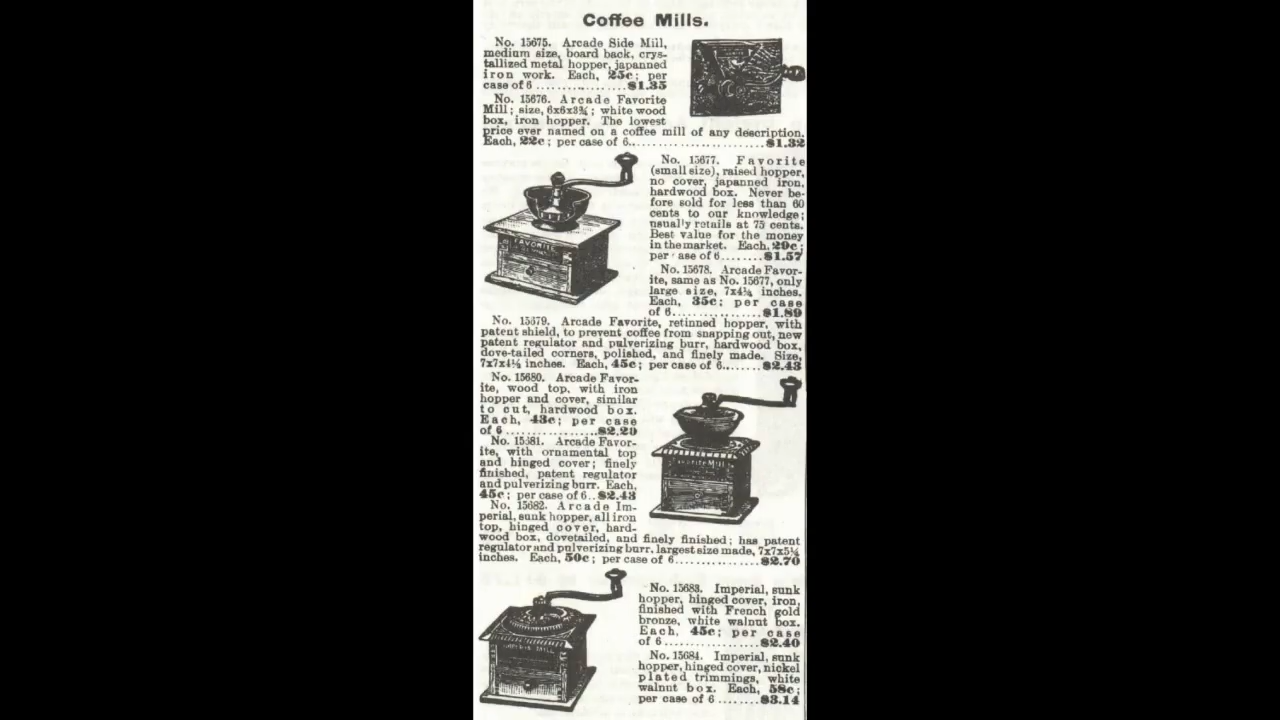 Coffee Mills.
No. 15675. Arcade Side Mill,
medium size, board back, crys-
tallized metal hopper, japanned
iron work. Each, 25c; per
case of 6 ................$1.35
No. 15676. Arcade Favorite
Mill; size, 6x6x3¾; white wood
box, iron hopper. The lowest
price ever named on a coffee mill of any description.
Each, 22c; per case of 6........................$1.32
No. 15677. Favorite
(small size), raised hopper,
no cover, japanned iron,
hardwood box. Never be-
fore sold for less than 60
cents to our knowledge;
usually retails at 75 cents.
Best value for the money
in the market. Each, 29c;
per case of 6........$1.57
No. 15678. Arcade Favor-
ite, same as No. 15677, only
large size, 7x4¼ inches.
Each, 35c; per case
of 6.................$1.89
No. 15679. Arcade Favorite, retinned hopper, with
patent shield, to prevent coffee from snapping out, new
patent regulator and pulverizing burr, hardwood box,
dove-tailed corners, polished, and finely made. Size,
7x7x4½ inches. Each, 45c; per case of 6.......$2.43
No. 15680. Arcade Favor-
ite, wood top, with iron
hopper and cover, similar
to cut, hardwood box.
Each, 43c; per case
of 6 .................$2.29
No. 15681. Arcade Favor-
ite, with ornamental top
and hinged cover; finely
finished, patent regulator
and pulverizing burr. Each,
45c; per case of 6..$2.43
No. 15682. Arcade Im-
perial, sunk hopper, all iron
top, hinged cover, hard-
wood box, dovetailed, and finely finished; has patent
regulator and pulverizing burr, largest size made, 7x7x5¼
inches. Each, 50c; per case of 6................$2.70
FAVORITE
Favorite Mill
IMPERIAL MILL
No. 15683. Imperial, sunk
hopper, hinged cover, iron,
finished with French gold
bronze, white walnut box.
Each, 45c; per case
of 6..................$2.40
No. 15684. Imperial, sunk
hopper, hinged cover, nickel
plated trimmings, white
walnut box. Each, 58c;
per case of 6 ........$3.14